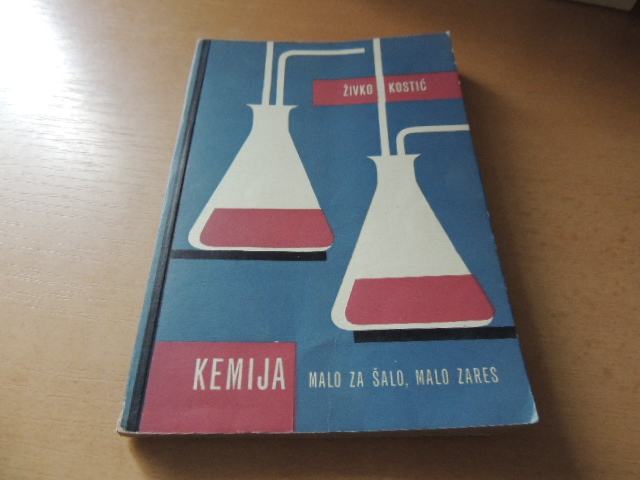 ŽIVKO KOSTIĆ
KEMIJA
MALO ZA ŠALO, MALO ZARES